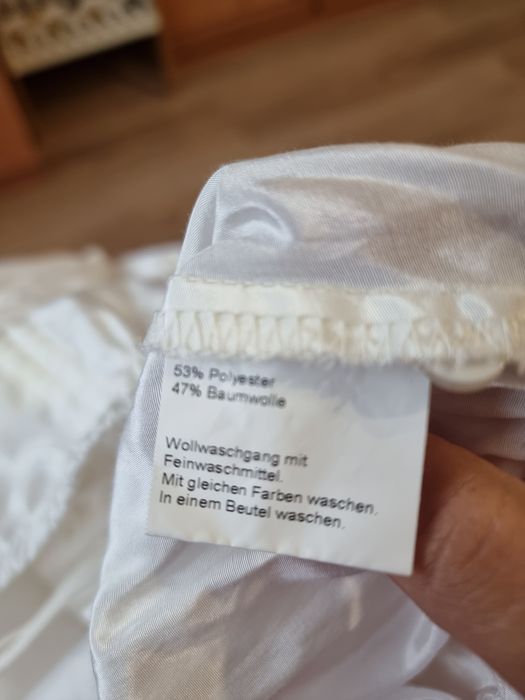 53% Polyester
47% Baumwolle
Wollwaschgang mit
Feinwaschmittel.
Mit gleichen Farben waschen.
In einem Beutel waschen.